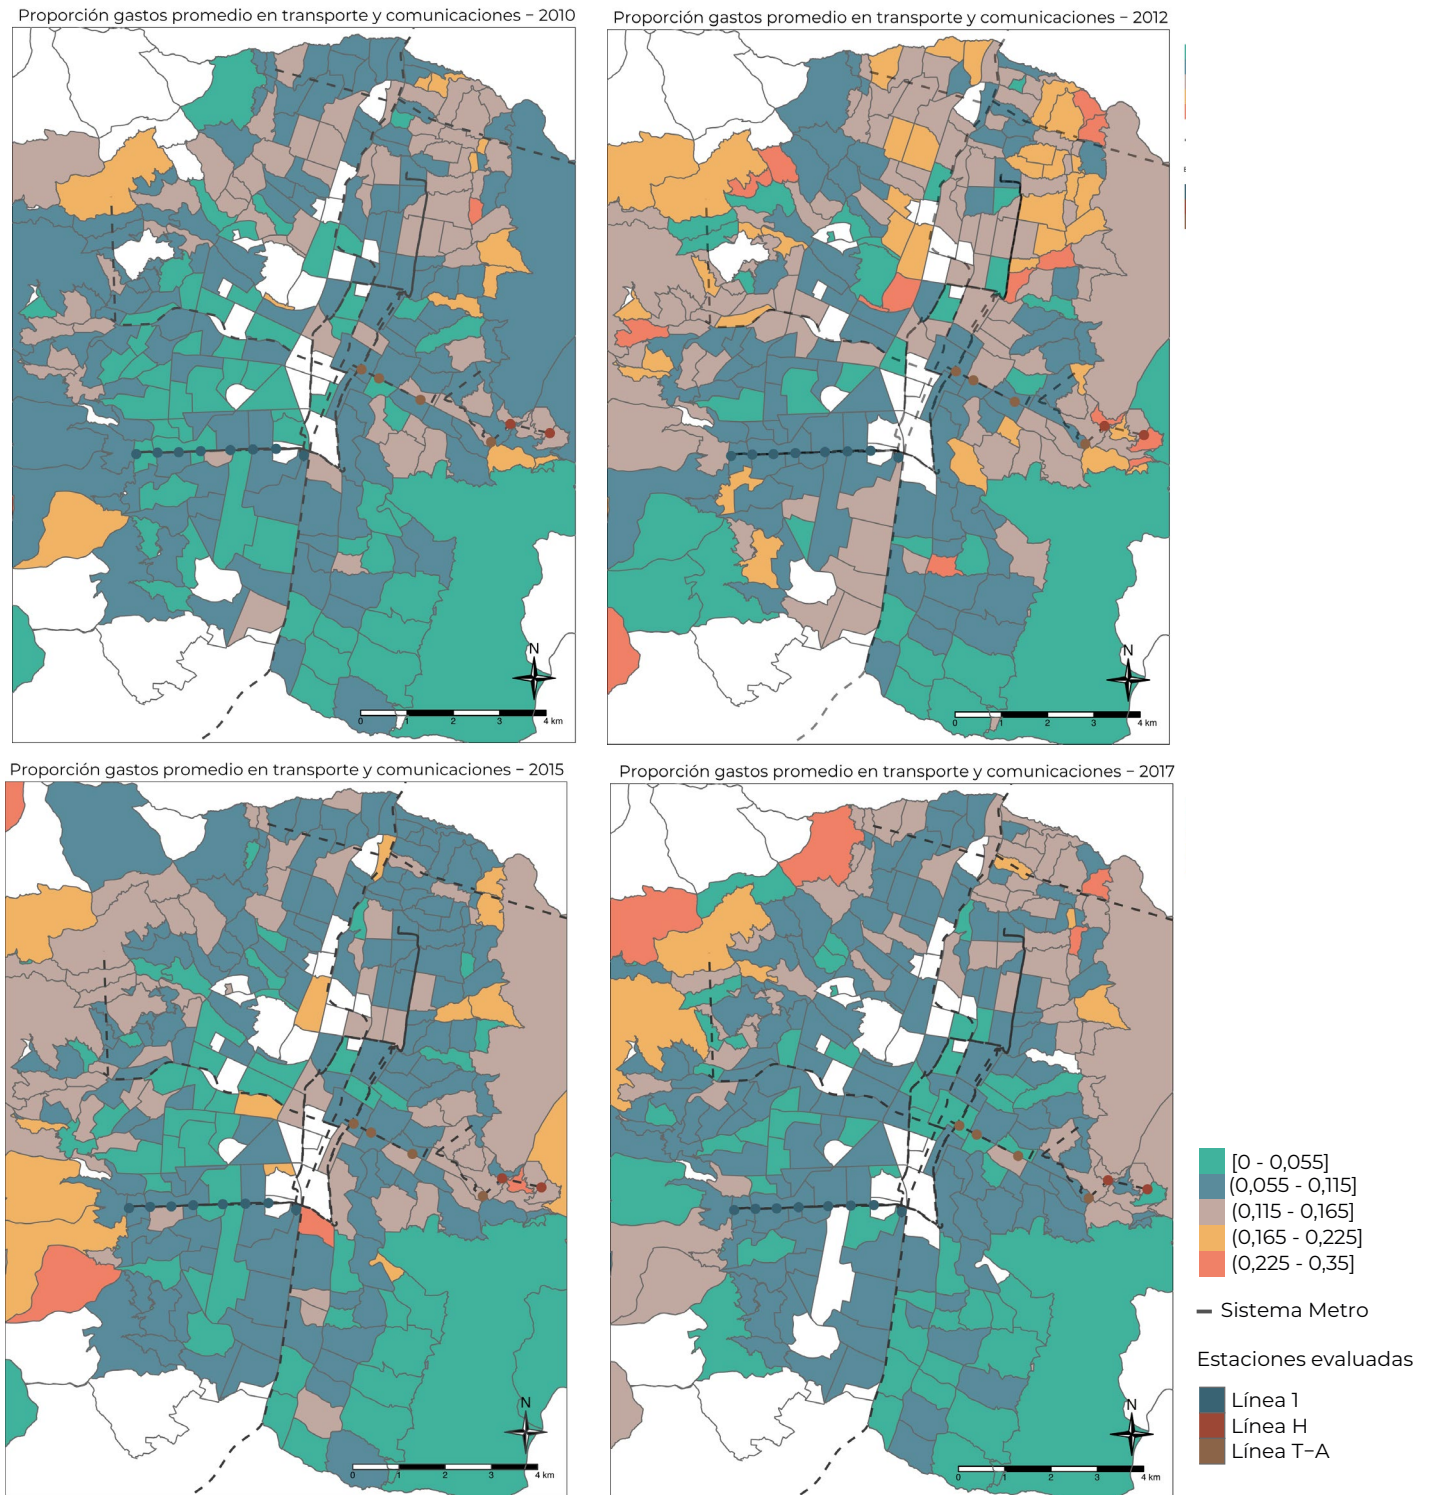 Proporción gastos promedio en transporte y comunicaciones – 2010
Proporción gastos promedio en transporte y comunicaciones – 2012
N
0 1 2 3 4 km
N
0 1 2 3 4 km
Proporción gastos promedio en transporte y comunicaciones – 2015
Proporción gastos promedio en transporte y comunicaciones – 2017
N
0 1 2 3 4 km
N
0 1 2 3 4 km
[0 - 0,055]
(0,055 - 0,115]
(0,115 - 0,165]
(0,165 - 0,225]
(0,225 - 0,35]
Sistema Metro
Estaciones evaluadas
Línea 1
Línea H
Línea T–A